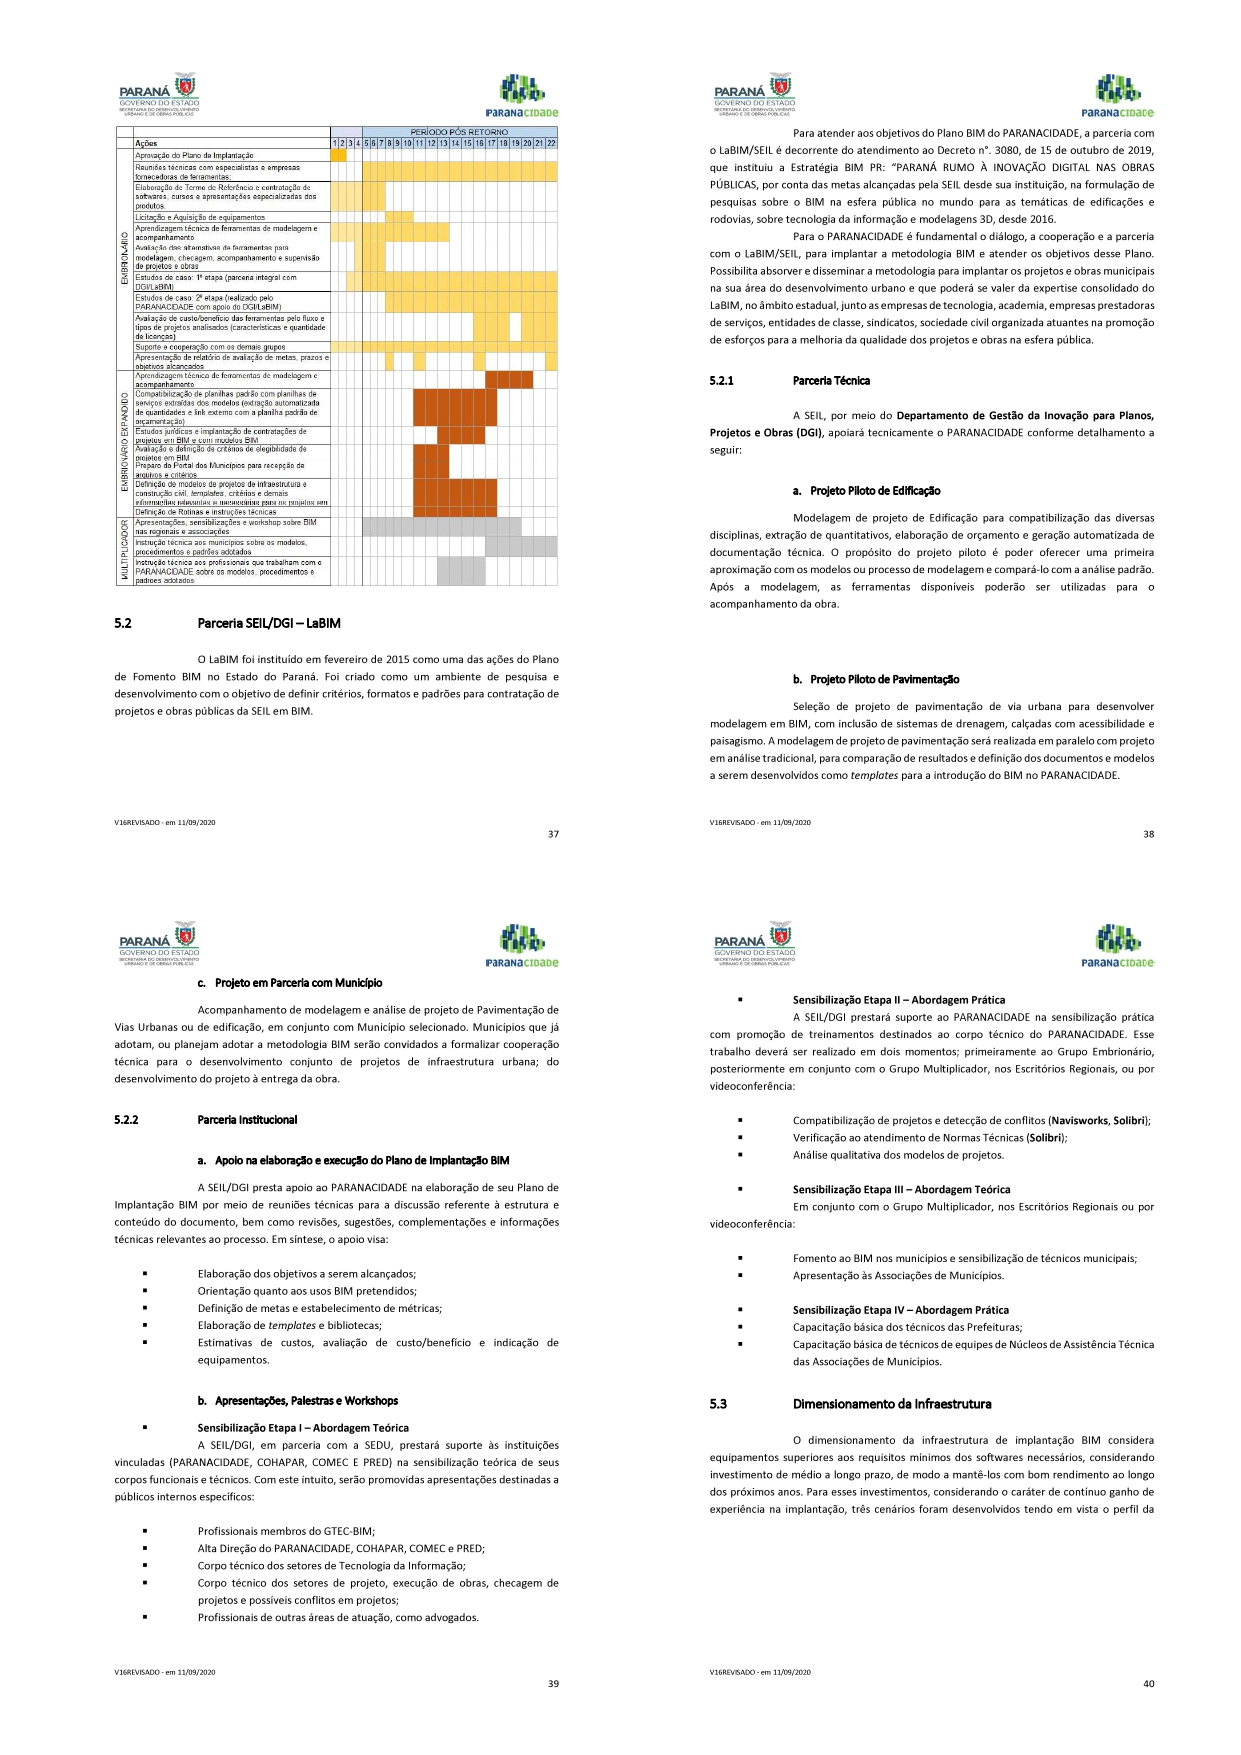 PARANÁ
GOVERNO DO ESTADO
SECRETARIA DO DESENVOLVIMENTO
URBANO E DE OBRAS PÚBLICAS
PARANACIDADE
PERÍODO PÓS RETORNO
Ações 1 2 3 4 5 6 7 8 9 10 11 12 13 14 15 16 17 18 19 20 21 22
EMBRIONÁRIO
Aprovação do Plano de Implantação
Reuniões técnicas com especialistas e empresas
fornecedoras de ferramentas;
Elaboração de Termo de Referência e contratação de
softwares, cursos e apresentações especializadas dos
produtos.
Licitação e Aquisição de equipamentos
Aprendizagem técnica de ferramentas de modelagem e
acompanhamento
Avaliação das alternativas de ferramentas para
modelagem, checagem, acompanhamento e supervisão
de projetos e obras
Estudos de caso: 1ª etapa (parceria integral com
DGI/LaBIM)
Estudos de caso: 2ª etapa (realizado pelo
PARANACIDADE com apoio do DGI/LaBIM)
Avaliação de custo/benefício das ferramentas pelo fluxo e
tipos de projetos analisados (características e quantidade
de licenças)
Suporte e cooperação com os demais grupos
Apresentação de relatório de avaliação de metas, prazos e
objetivos alcançados
EMBRIONÁRIO EXPANDIDO
Aprendizagem técnica de ferramentas de modelagem e
acompanhamento
Compatibilização de planilhas padrão com planilhas de
serviços extraídas dos modelos (extração automatizada
de quantidades e link externo com a planilha padrão de
orçamentação)
Estudos jurídicos e implantação de contratações de
projetos em BIM e com modelos BIM
Avaliação e definição de critérios de elegibilidade de
projetos em BIM
Preparo do Portal dos Municípios para recepção de
arquivos e critérios
Definição de modelos de projetos de infraestrutura e
construção civil, templates, critérios e demais
informações relevantes e necessárias para os projetos em
Definição de Rotinas e instruções técnicas
MULTIPLICADOR
Apresentações, sensibilizações e workshop sobre BIM
nas regionais e associações
Instrução técnica aos municípios sobre os modelos,
procedimentos e padrões adotados
Instrução técnica aos profissionais que trabalham com o
PARANACIDADE sobre os modelos, procedimentos e
padrões adotados
5.2 Parceria SEIL/DGI – LaBIM
O LaBIM foi instituído em fevereiro de 2015 como uma das ações do Plano
de Fomento BIM no Estado do Paraná. Foi criado como um ambiente de pesquisa e
desenvolvimento com o objetivo de definir critérios, formatos e padrões para contratação de
projetos e obras públicas da SEIL em BIM.
V16REVISADO - em 11/09/2020
37
PARANÁ
GOVERNO DO ESTADO
SECRETARIA DO DESENVOLVIMENTO
URBANO E DE OBRAS PÚBLICAS
PARANACIDADE
Para atender aos objetivos do Plano BIM do PARANACIDADE, a parceria com
o LaBIM/SEIL é decorrente do atendimento ao Decreto n°. 3080, de 15 de outubro de 2019,
que instituiu a Estratégia BIM PR: “PARANÁ RUMO À INOVAÇÃO DIGITAL NAS OBRAS
PÚBLICAS, por conta das metas alcançadas pela SEIL desde sua instituição, na formulação de
pesquisas sobre o BIM na esfera pública no mundo para as temáticas de edificações e
rodovias, sobre tecnologia da informação e modelagens 3D, desde 2016.
Para o PARANACIDADE é fundamental o diálogo, a cooperação e a parceria
com o LaBIM/SEIL, para implantar a metodologia BIM e atender os objetivos desse Plano.
Possibilita absorver e disseminar a metodologia para implantar os projetos e obras municipais
na sua área do desenvolvimento urbano e que poderá se valer da expertise consolidado do
LaBIM, no âmbito estadual, junto as empresas de tecnologia, academia, empresas prestadoras
de serviços, entidades de classe, sindicatos, sociedade civil organizada atuantes na promoção
de esforços para a melhoria da qualidade dos projetos e obras na esfera pública.
5.2.1 Parceria Técnica
A SEIL, por meio do Departamento de Gestão da Inovação para Planos,
Projetos e Obras (DGI), apoiará tecnicamente o PARANACIDADE conforme detalhamento a
seguir:
a. Projeto Piloto de Edificação
Modelagem de projeto de Edificação para compatibilização das diversas
disciplinas, extração de quantitativos, elaboração de orçamento e geração automatizada de
documentação técnica. O propósito do projeto piloto é poder oferecer uma primeira
aproximação com os modelos ou processo de modelagem e compará-lo com a análise padrão.
Após a modelagem, as ferramentas disponíveis poderão ser utilizadas para o
acompanhamento da obra.
b. Projeto Piloto de Pavimentação
Seleção de projeto de pavimentação de via urbana para desenvolver
modelagem em BIM, com inclusão de sistemas de drenagem, calçadas com acessibilidade e
paisagismo. A modelagem de projeto de pavimentação será realizada em paralelo com projeto
em análise tradicional, para comparação de resultados e definição dos documentos e modelos
a serem desenvolvidos como templates para a introdução do BIM no PARANACIDADE.
V16REVISADO - em 11/09/2020
38
PARANÁ
GOVERNO DO ESTADO
SECRETARIA DO DESENVOLVIMENTO
URBANO E DE OBRAS PÚBLICAS
PARANACIDADE
c. Projeto em Parceria com Município
Acompanhamento de modelagem e análise de projeto de Pavimentação de
Vias Urbanas ou de edificação, em conjunto com Município selecionado. Municípios que já
adotam, ou planejam adotar a metodologia BIM serão convidados a formalizar cooperação
técnica para o desenvolvimento conjunto de projetos de infraestrutura urbana; do
desenvolvimento do projeto à entrega da obra.
5.2.2 Parceria Institucional
a. Apoio na elaboração e execução do Plano de Implantação BIM
A SEIL/DGI presta apoio ao PARANACIDADE na elaboração de seu Plano de
Implantação BIM por meio de reuniões técnicas para a discussão referente à estrutura e
conteúdo do documento, bem como revisões, sugestões, complementações e informações
técnicas relevantes ao processo. Em síntese, o apoio visa:
▪ Elaboração dos objetivos a serem alcançados;
▪ Orientação quanto aos usos BIM pretendidos;
▪ Definição de metas e estabelecimento de métricas;
▪ Elaboração de templates e bibliotecas;
▪ Estimativas de custos, avaliação de custo/benefício e indicação de
equipamentos.
b. Apresentações, Palestras e Workshops
▪ Sensibilização Etapa I – Abordagem Teórica
A SEIL/DGI, em parceria com a SEDU, prestará suporte às instituições
vinculadas (PARANACIDADE, COHAPAR, COMEC E PRED) na sensibilização teórica de seus
corpos funcionais e técnicos. Com este intuito, serão promovidas apresentações destinadas a
públicos internos específicos:
▪ Profissionais membros do GTEC-BIM;
▪ Alta Direção do PARANACIDADE, COHAPAR, COMEC e PRED;
▪ Corpo técnico dos setores de Tecnologia da Informação;
▪ Corpo técnico dos setores de projeto, execução de obras, checagem de
projetos e possíveis conflitos em projetos;
▪ Profissionais de outras áreas de atuação, como advogados.
V16REVISADO - em 11/09/2020
39
PARANÁ
GOVERNO DO ESTADO
SECRETARIA DO DESENVOLVIMENTO
URBANO E DE OBRAS PÚBLICAS
PARANACIDADE
▪ Sensibilização Etapa II – Abordagem Prática
A SEIL/DGI prestará suporte ao PARANACIDADE na sensibilização prática
com promoção de treinamentos destinados ao corpo técnico do PARANACIDADE. Esse
trabalho deverá ser realizado em dois momentos; primeiramente ao Grupo Embrionário,
posteriormente em conjunto com o Grupo Multiplicador, nos Escritórios Regionais, ou por
videoconferência:
▪ Compatibilização de projetos e detecção de conflitos (Navisworks, Solibri);
▪ Verificação ao atendimento de Normas Técnicas (Solibri);
▪ Análise qualitativa dos modelos de projetos.
▪ Sensibilização Etapa III – Abordagem Teórica
Em conjunto com o Grupo Multiplicador, nos Escritórios Regionais ou por
videoconferência:
▪ Fomento ao BIM nos municípios e sensibilização de técnicos municipais;
▪ Apresentação às Associações de Municípios.
▪ Sensibilização Etapa IV – Abordagem Prática
▪ Capacitação básica dos técnicos das Prefeituras;
▪ Capacitação básica de técnicos de equipes de Núcleos de Assistência Técnica
das Associações de Municípios.
5.3 Dimensionamento da Infraestrutura
O dimensionamento da infraestrutura de implantação BIM considera
equipamentos superiores aos requisitos mínimos dos softwares necessários, considerando
investimento de médio a longo prazo, de modo a mantê-los com bom rendimento ao longo
dos próximos anos. Para esses investimentos, considerando o caráter de contínuo ganho de
experiência na implantação, três cenários foram desenvolvidos tendo em vista o perfil da
V16REVISADO - em 11/09/2020
40